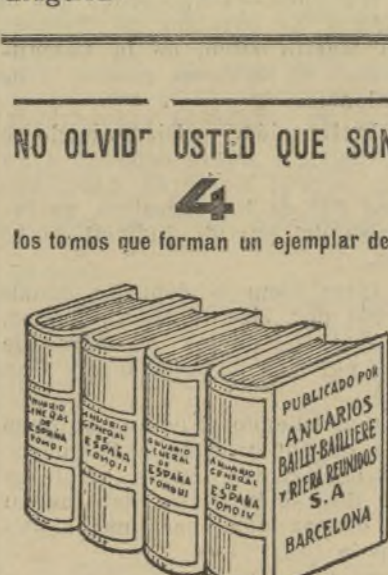 NO OLVID USTED QUE SON
4
los tomos que forman un ejemplar de
ANUARIO
GENERAL
DE
ESPAÑA
TOMO I
ANUARIO
GENERAL
DE
ESPAÑA
TOMO II
ANUARIO
GENERAL
DE
ESPAÑA
TOMO III
ANUARIO
GENERAL
DE
ESPAÑA
TOMO IV
PUBLICADO POR
ANUARIOS
BAILLY-BAILLIERE
Y RIERA REUNIDOS
S.A
BARCELONA